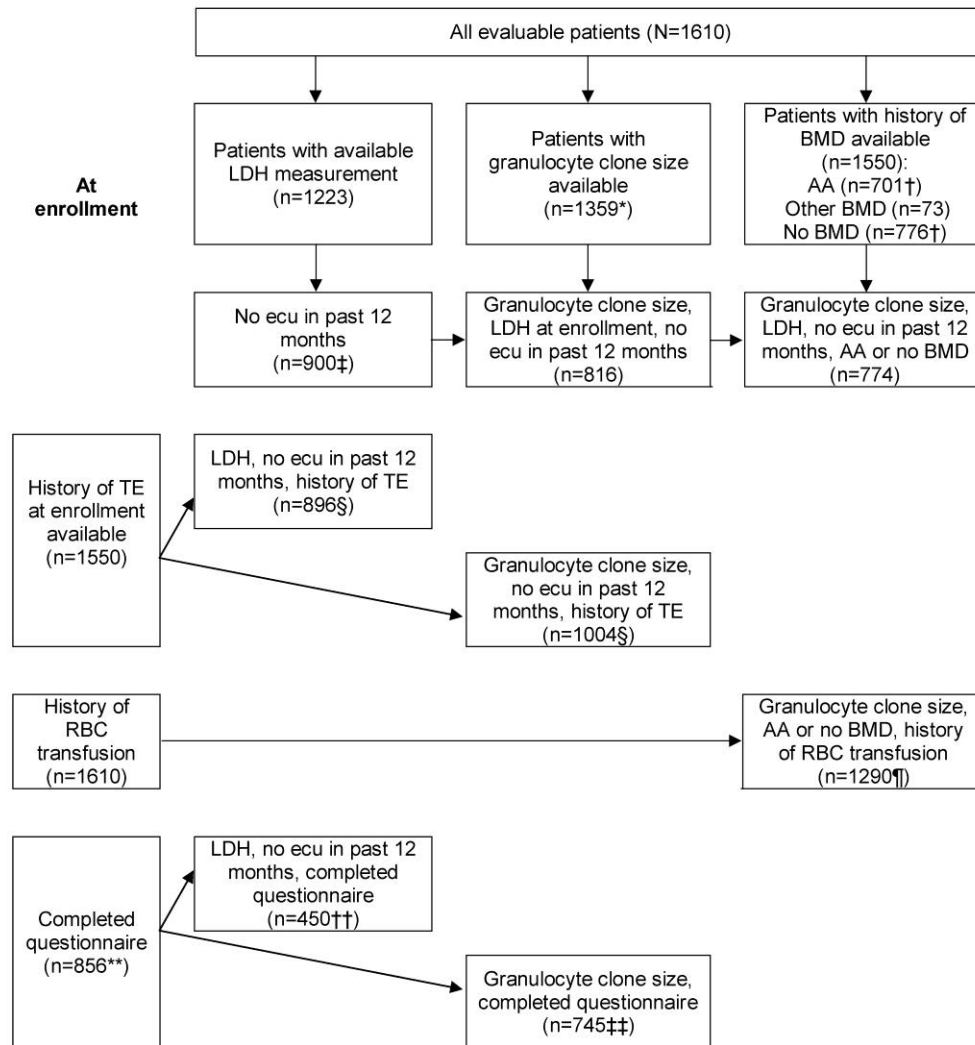 All evaluable patients (N=1610)
At
enrollment
Patients with available
LDH measurement
(n=1223)
Patients with
granulocyte clone size
available
(n=1359*)
Patients with history of
BMD available
(n=1550):
AA (n=701†)
Other BMD (n=73)
No BMD (n=776†)
No ecu in past 12
months
(n=900‡)
Granulocyte clone size,
LDH at enrollment, no
ecu in past 12 months
(n=816)
Granulocyte clone size,
LDH, no ecu in past 12
months, AA or no BMD
(n=774)
History of TE
at enrollment
available
(n=1550)
LDH, no ecu in past 12
months, history of TE
(n=896§)
Granulocyte clone size,
no ecu in past 12
months, history of TE
(n=1004§)
History of
RBC
transfusion
(n=1610)
Granulocyte clone size,
AA or no BMD, history
of RBC transfusion
(n=1290¶)
Completed
questionnaire
(n=856**)
LDH, no ecu in past 12
months, completed
questionnaire
(n=450††)
Granulocyte clone size,
completed questionnaire
(n=745‡‡)